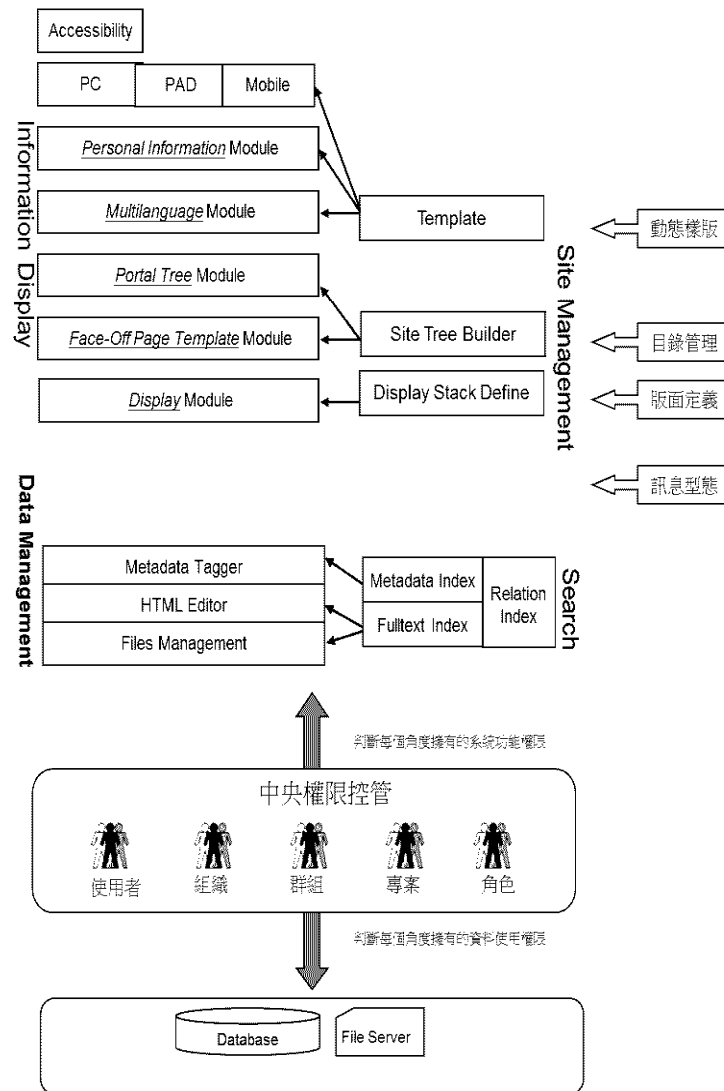 Accessibility
PC
PAD
Mobile
Information Display
Personal Information Module
Multilanguage Module
Portal Tree Module
Face-Off Page Template Module
Display Module
Template
Site Tree Builder
Display Stack Define
Site Management
動態樣版
目錄管理
版面定義
訊息型態
Data Management
Metadata Tagger
HTML Editor
Files Management
Metadata Index
Fulltext Index
Relation
Index
Search
判斷每個角度擁有的系統功能權限
中央權限控管
使用者
組織
群組
專案
角色
判斷每個角度擁有的資料使用權限
Database
File Server